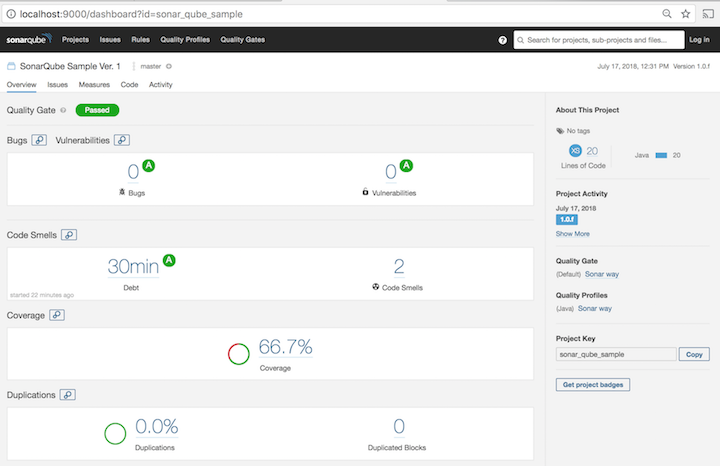 localhost:9000/dashboard?id=sonar_qube_sample
sonarqube Projects Issues Rules Quality Profiles Quality Gates ? Search for projects, sub-projects and files... Log in
SonarQube Sample Ver. 1 master July 17, 2018, 12:31 PM Version 1.0.f
Overview Issues Measures Code Activity
Quality Gate ? Passed
Bugs Vulnerabilities
0 A
Bugs
0 A
Vulnerabilities
Code Smells
30min A
Debt
started 22 minutes ago
2
Code Smells
Coverage
66.7%
Coverage
Duplications
0.0%
Duplications
0
Duplicated Blocks
About This Project
No tags
XS 20
Lines of Code
Java 20
Project Activity
July 17, 2018
1.0.f
Show More
Quality Gate
(Default) Sonar way
Quality Profiles
(Java) Sonar way
Project Key
sonar_qube_sample Copy
Get project badges